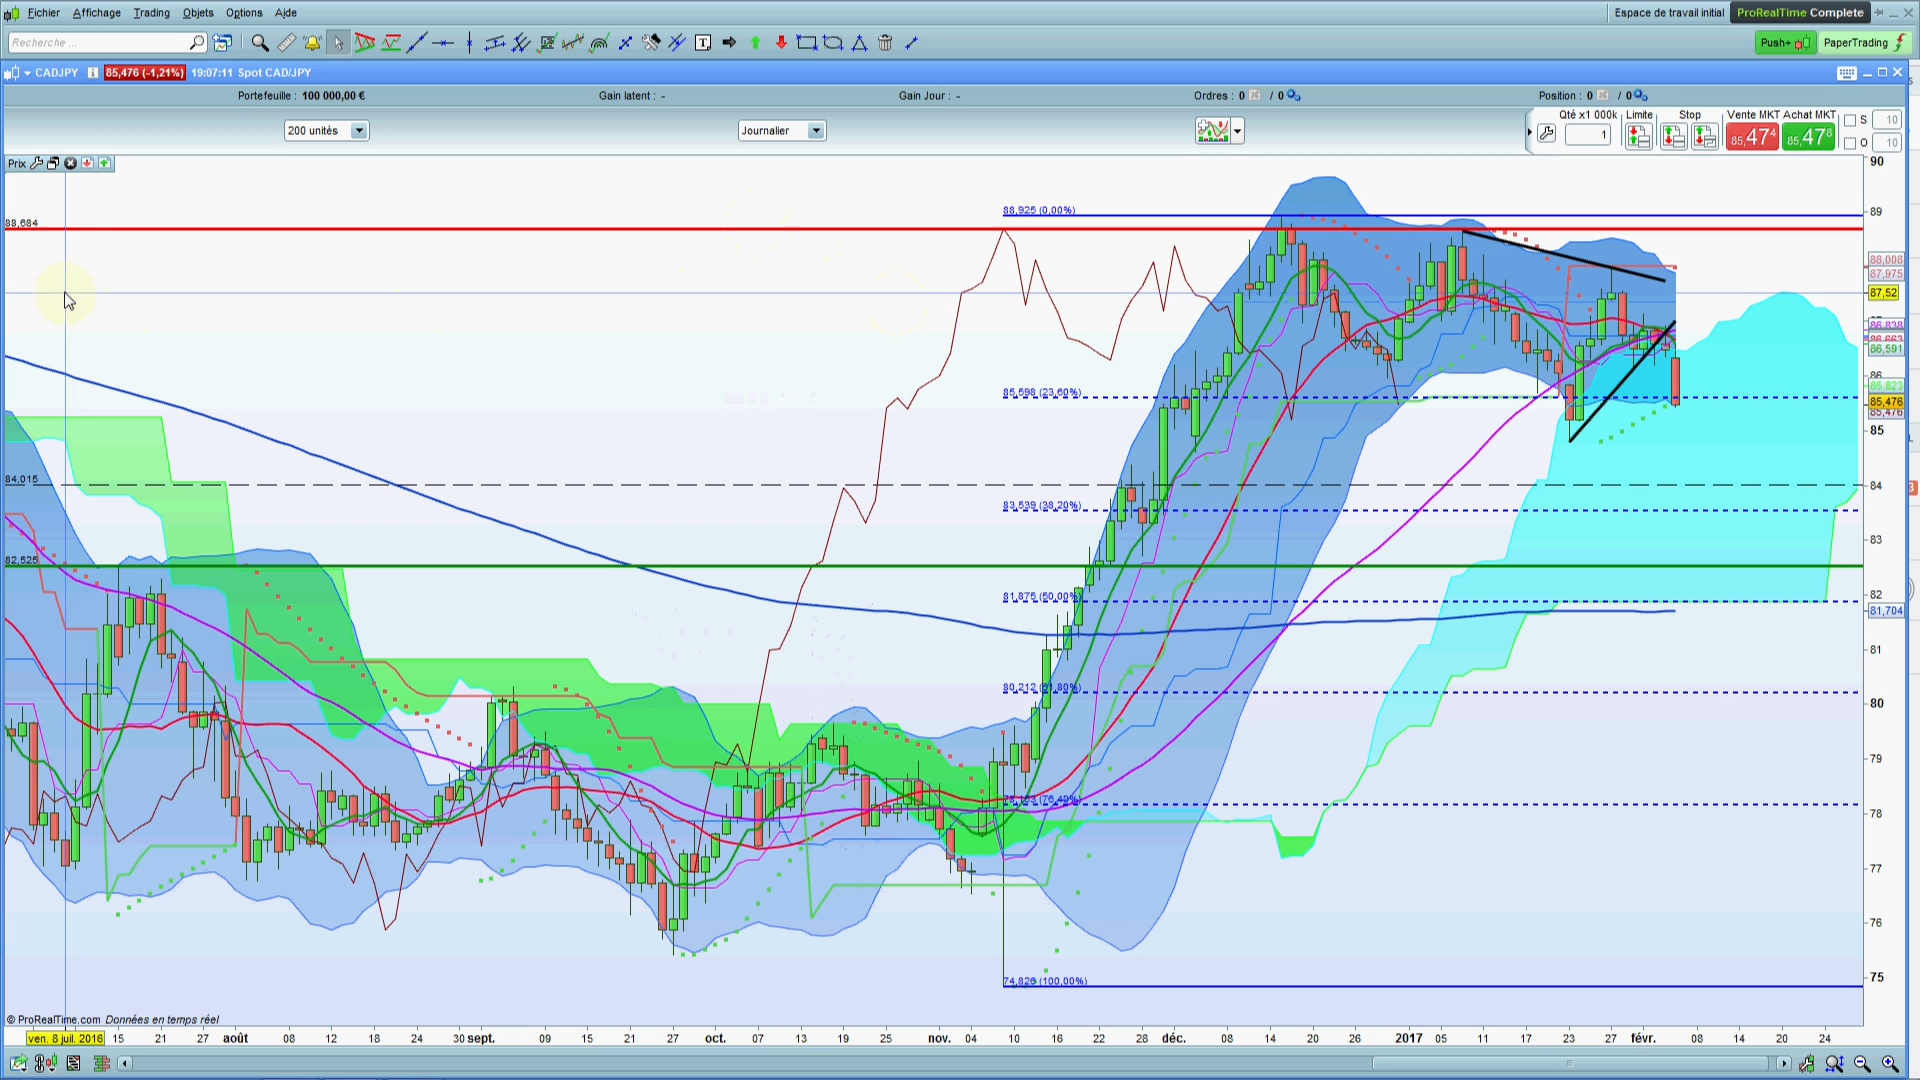 Fichier Affichage Trading Objets Options Aide
Espace de travail initial ProRealTime Complete
Recherche ...
Push+ PaperTrading
CADJPY 85,476 (-1,21%) 19:07:11 Spot CAD/JPY
Portefeuille : 100 000,00 € Gain latent : - Gain Jour : - Ordres : 0 / 0 Position : 0 / 0
200 unités Journalier
Qté x1 000k Limite Stop Vente MKT Achat MKT
S 10
1 85,47⁴ 85,47⁸
O 10
Prix
90
88,925 (0,00%)
89
88,684
88,008
87,975
87,52
86,838
86,663
86,591
86
85,823
85,598 (23,60%)
85,476
85,476
85
84,015
84
83,539 (38,20%)
83
82,525
82
81,875 (50,00%)
81,704
81
80,212 (61,80%)
80
79
78
77
76
75
74,826 (100,00%)
© ProRealTime.com Données en temps réel
ven. 8 juil. 2016 15 21 27 août 08 12 18 24 30 sept. 09 15 21 27 oct. 07 13 19 25 nov. 04 10 16 22 28 déc. 08 14 20 26 2017 05 11 17 23 27 févr. 08 14 20 24